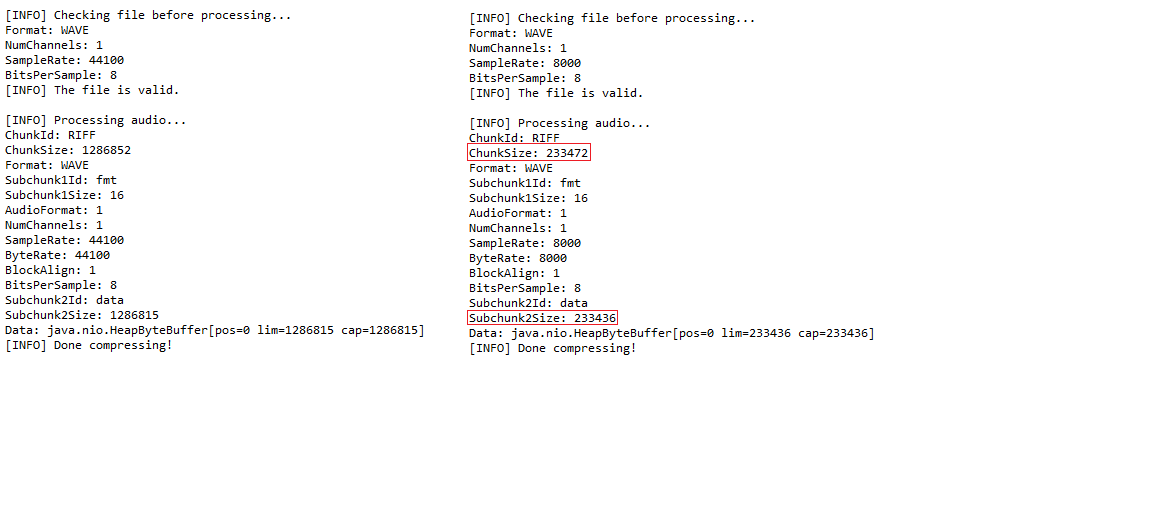 [INFO] Checking file before processing...
Format: WAVE
NumChannels: 1
SampleRate: 44100
BitsPerSample: 8
[INFO] The file is valid.
[INFO] Processing audio...
ChunkId: RIFF
ChunkSize: 1286852
Format: WAVE
Subchunk1Id: fmt
Subchunk1Size: 16
AudioFormat: 1
NumChannels: 1
SampleRate: 44100
ByteRate: 44100
BlockAlign: 1
BitsPerSample: 8
Subchunk2Id: data
Subchunk2Size: 1286815
Data: java.nio.HeapByteBuffer[pos=0 lim=1286815 cap=1286815]
[INFO] Done compressing!
[INFO] Checking file before processing...
Format: WAVE
NumChannels: 1
SampleRate: 8000
BitsPerSample: 8
[INFO] The file is valid.
[INFO] Processing audio...
ChunkId: RIFF
ChunkSize: 233472
Format: WAVE
Subchunk1Id: fmt
Subchunk1Size: 16
AudioFormat: 1
NumChannels: 1
SampleRate: 8000
ByteRate: 8000
BlockAlign: 1
BitsPerSample: 8
Subchunk2Id: data
Subchunk2Size: 233436
Data: java.nio.HeapByteBuffer[pos=0 lim=233436 cap=233436]
[INFO] Done compressing!